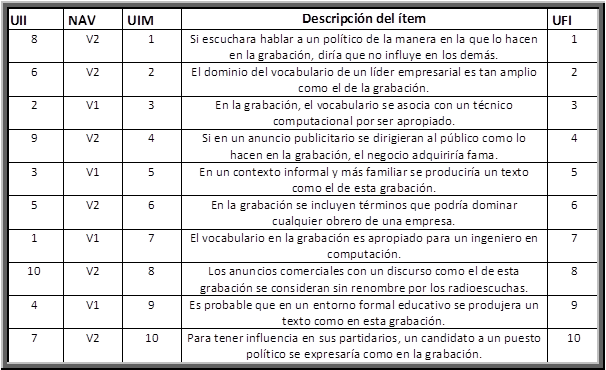 UII NAV UIM Descripción del ítem UFI
8 V2 1 Si escuchara hablar a un político de la manera en la que lo hacen 1
en la grabación, diría que no influye en los demás.
6 V2 2 El dominio del vocabulario de un líder empresarial es tan amplio 2
como el de la grabación.
2 V1 3 En la grabación, el vocabulario se asocia con un técnico 3
computacional por ser apropiado.
9 V2 4 Si en un anuncio publicitario se dirigieran al público como lo 4
hacen en la grabación, el negocio adquiriría fama.
3 V1 5 En un contexto informal y más familiar se produciría un texto 5
como el de esta grabación.
5 V2 6 En la grabación se incluyen términos que podría dominar 6
cualquier obrero de una empresa.
1 V1 7 El vocabulario en la grabación es apropiado para un ingeniero en 7
computación.
10 V2 8 Los anuncios comerciales con un discurso como el de esta 8
grabación se consideran sin renombre por los radioescuchas.
4 V1 9 Es probable que en un entorno formal educativo se produjera un 9
texto como en esta grabación.
7 V2 10 Para tener influencia en sus partidarios, un candidato a un puesto 10
político se expresaría como en la grabación.